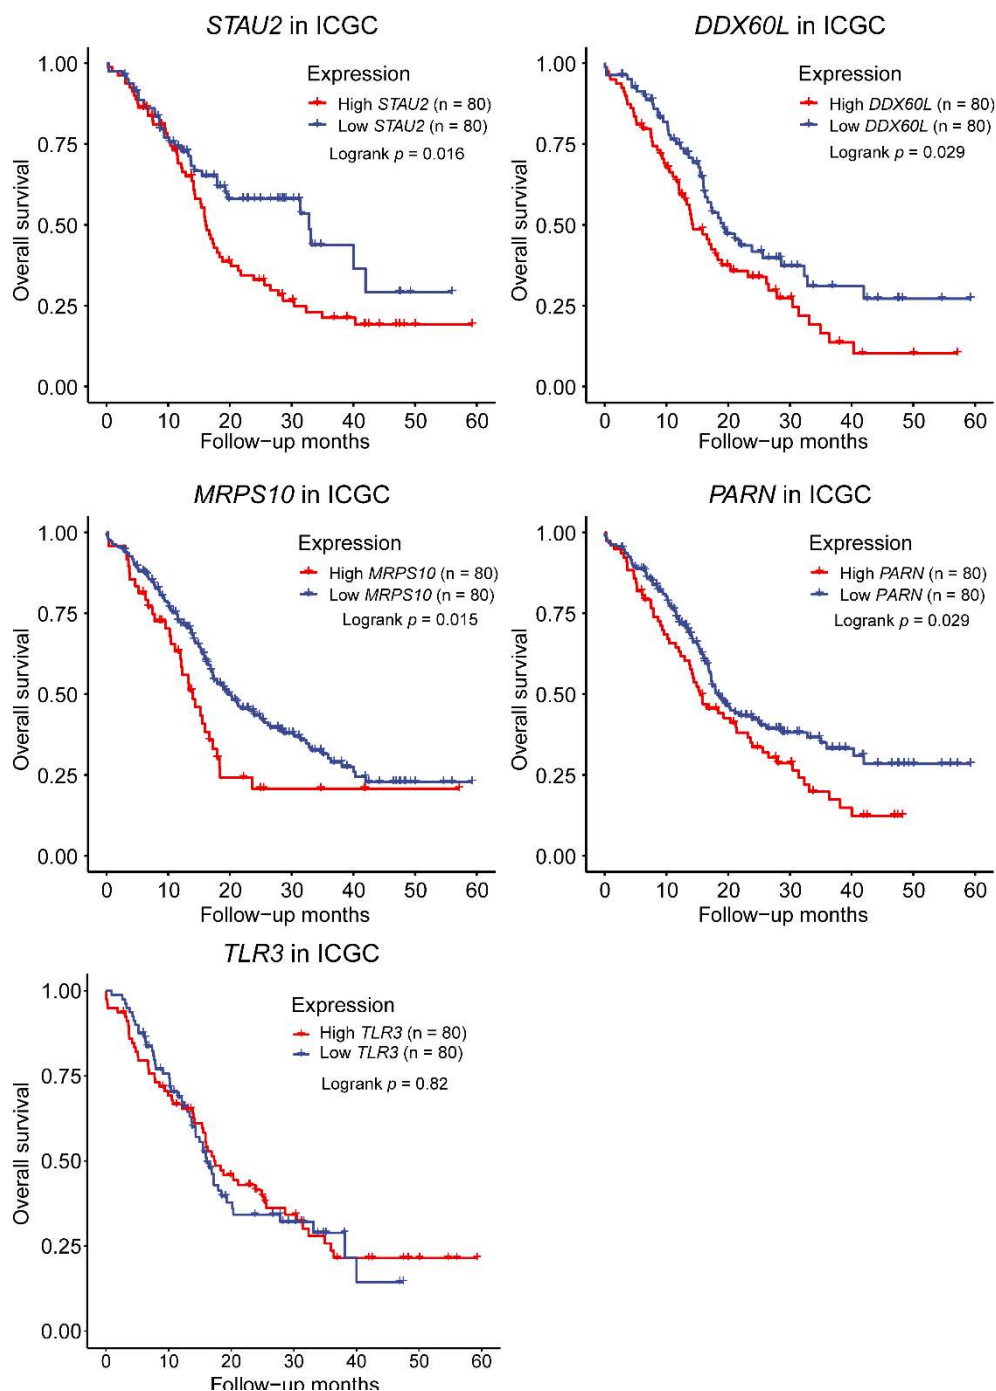 STAU2 in ICGC
Overall survival
1.00
0.75
0.50
0.25
0.00
Expression
High STAU2 (n = 80)
Low STAU2 (n = 80)
Logrank p = 0.016
0 10 20 30 40 50 60
Follow−up months
DDX60L in ICGC
Overall survival
1.00
0.75
0.50
0.25
0.00
Expression
High DDX60L (n = 80)
Low DDX60L (n = 80)
Logrank p = 0.029
0 10 20 30 40 50 60
Follow−up months
MRPS10 in ICGC
Overall survival
1.00
0.75
0.50
0.25
0.00
Expression
High MRPS10 (n = 80)
Low MRPS10 (n = 80)
Logrank p = 0.015
0 10 20 30 40 50 60
Follow−up months
PARN in ICGC
Overall survival
1.00
0.75
0.50
0.25
0.00
Expression
High PARN (n = 80)
Low PARN (n = 80)
Logrank p = 0.029
0 10 20 30 40 50 60
Follow−up months
TLR3 in ICGC
Overall survival
1.00
0.75
0.50
0.25
0.00
Expression
High TLR3 (n = 80)
Low TLR3 (n = 80)
Logrank p = 0.82
0 10 20 30 40 50 60
Follow−up months